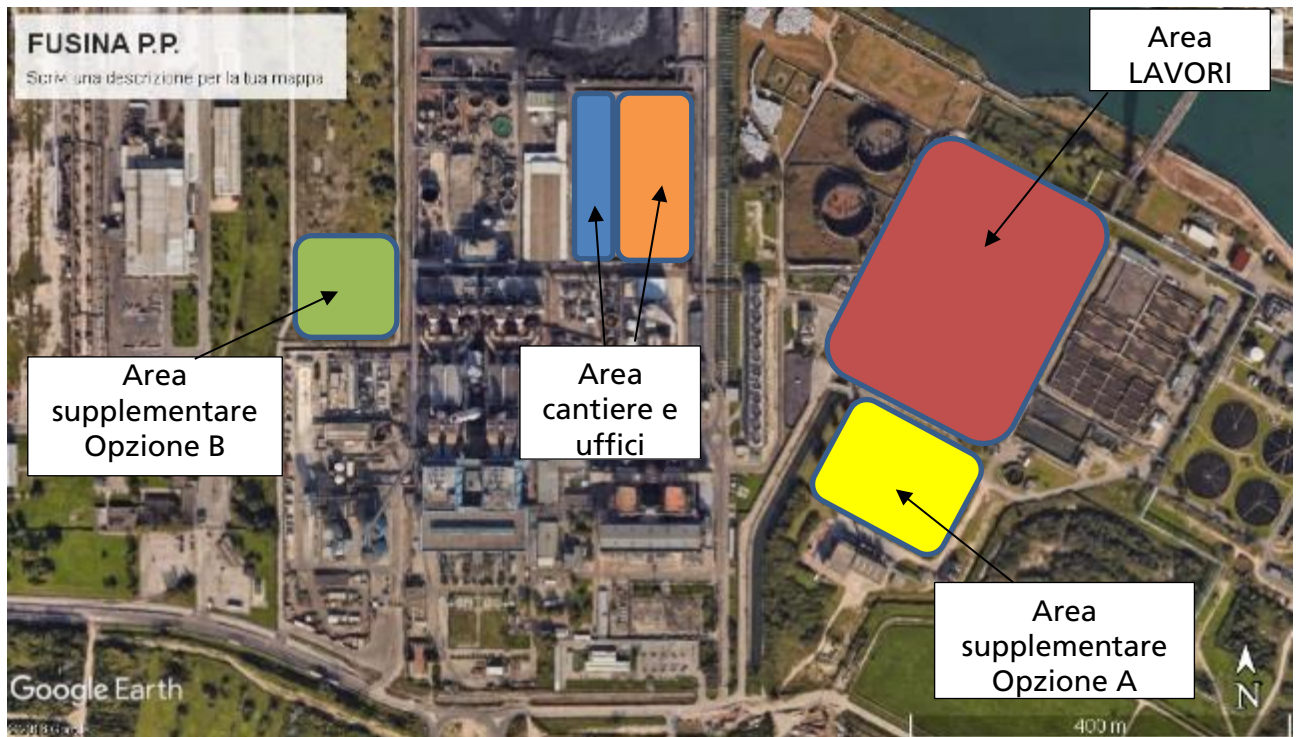 FUSINA P.P.
Scrivi una descrizione per la tua mappa
Area
LAVORI
Area
supplementare
Opzione B
Area
cantiere e
uffici
Area
supplementare
Opzione A
Google Earth
N
400 m